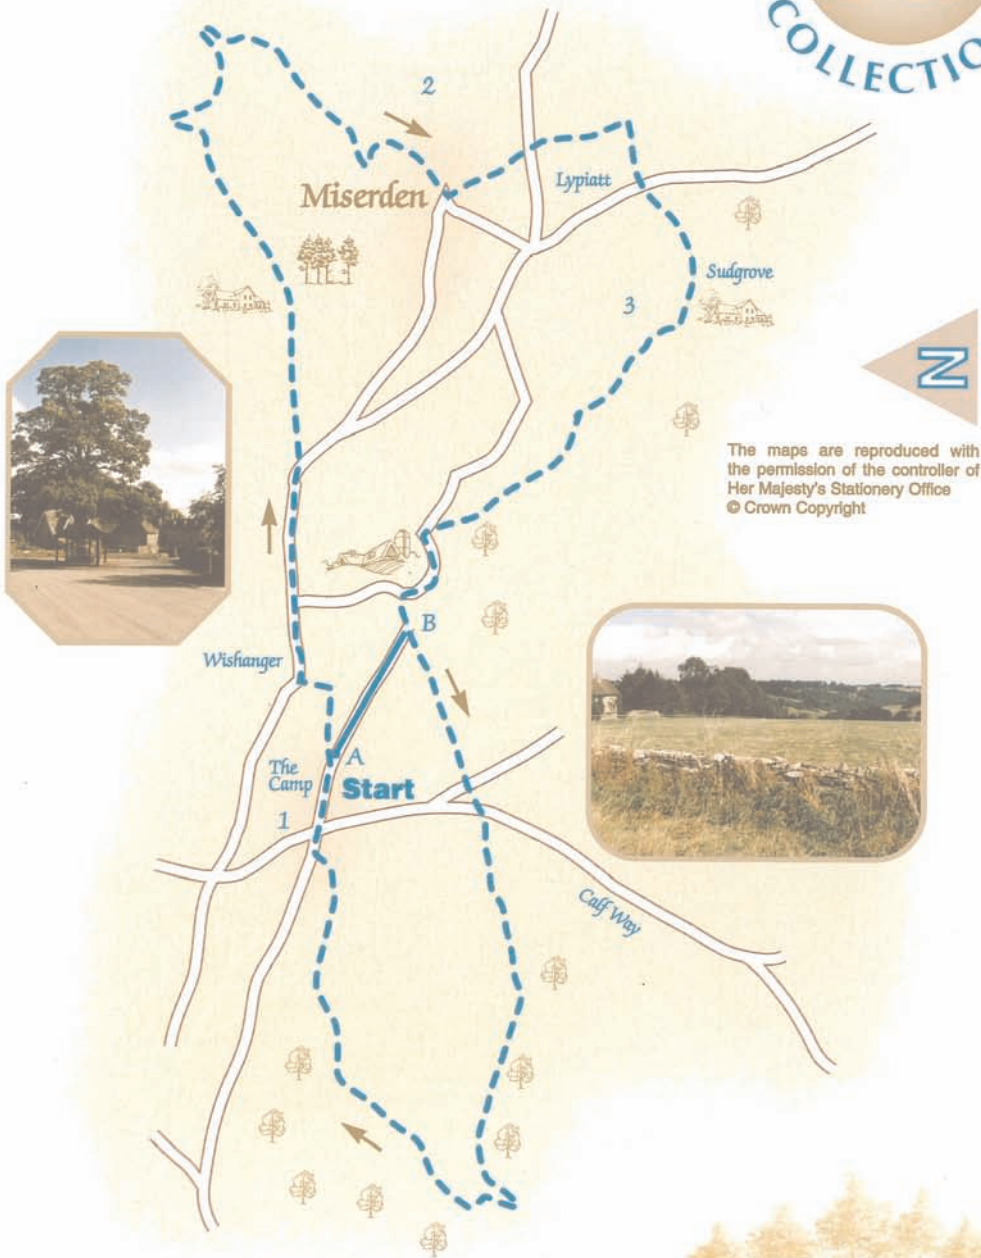 COLLECTIO
2
Lypiatt
Miserden
Sudgrove
3
N
The maps are reproduced with
the permission of the controller of
Her Majesty's Stationery Office
© Crown Copyright
B
Wishanger
A
The
Camp
Start
1
Calf Way